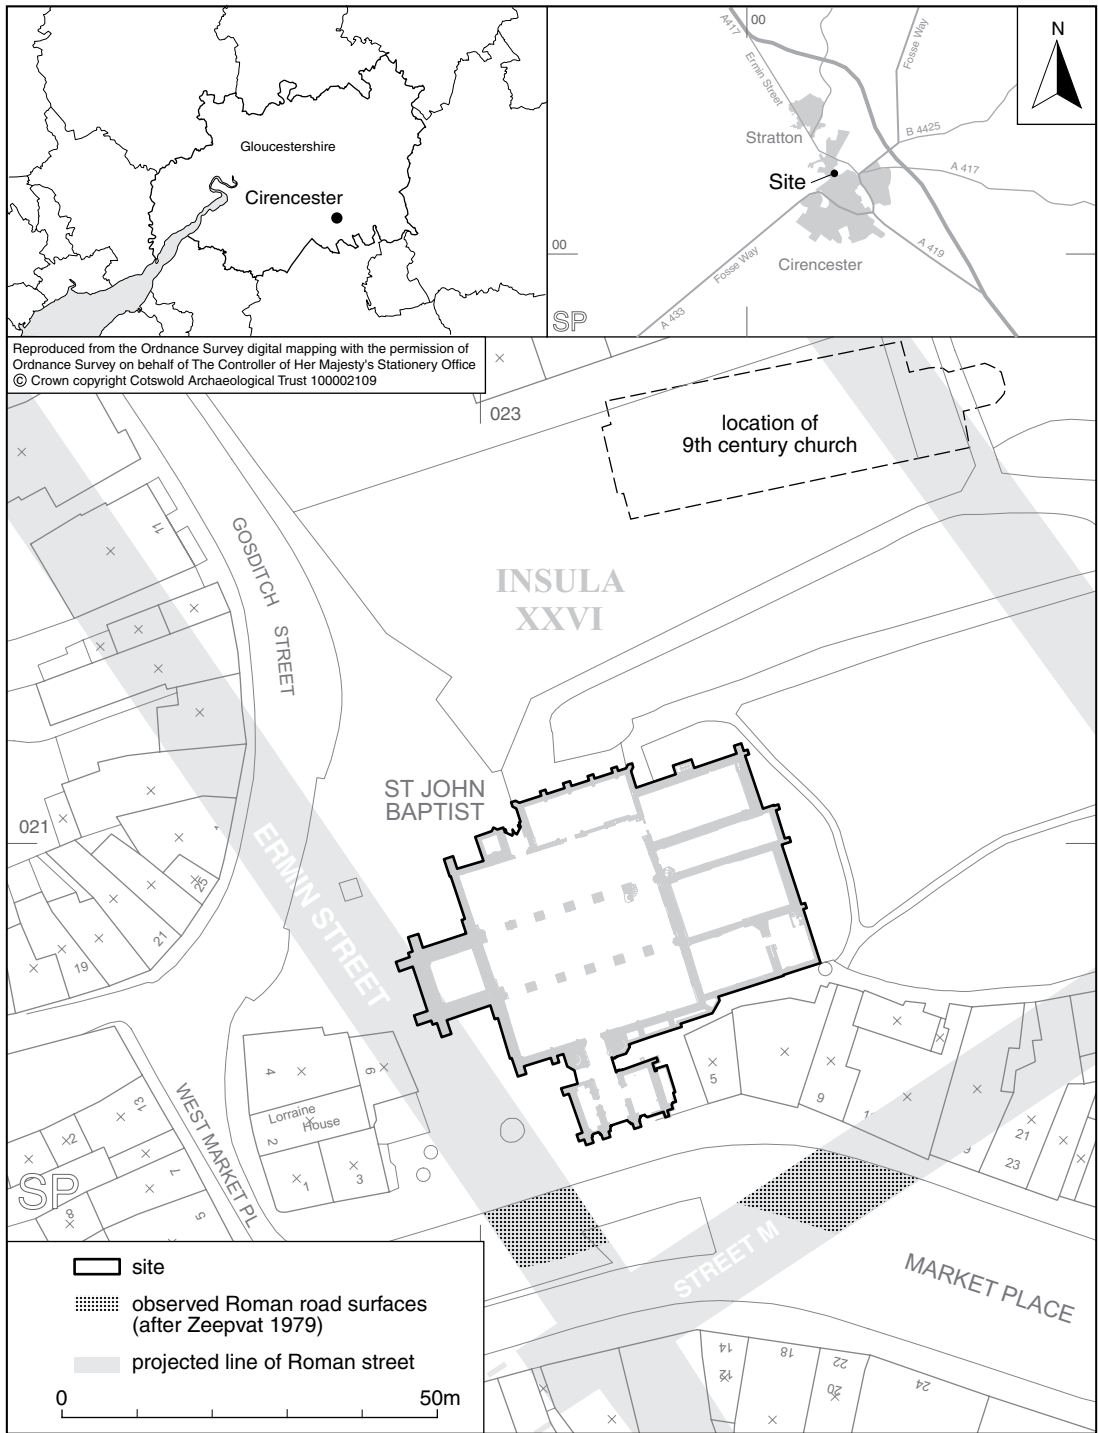 Gloucestershire
Cirencester
A417
00
Fosse Way
Ermin Street
B 4425
Stratton
A 417
Site
00
Fosse Way
A 419
Cirencester
SP
A 433
N
Reproduced from the Ordnance Survey digital mapping with the permission of
Ordnance Survey on behalf of The Controller of Her Majesty's Stationery Office
© Crown copyright Cotswold Archaeological Trust 100002109
023
location of
9th century church
11
GOSDITCH STREET
INSULA
XXVI
ST JOHN
BAPTIST
021
ERMIN STREET
25
21
19
4
6
Lorraine
House
2
1
3
WEST MARKET PL
13
2
7
8
5
SP
5
9
21
23
STREET M
MARKET PLACE
14
12
18
22
20
24
site
observed Roman road surfaces
(after Zeepvat 1979)
projected line of Roman street
0
50m